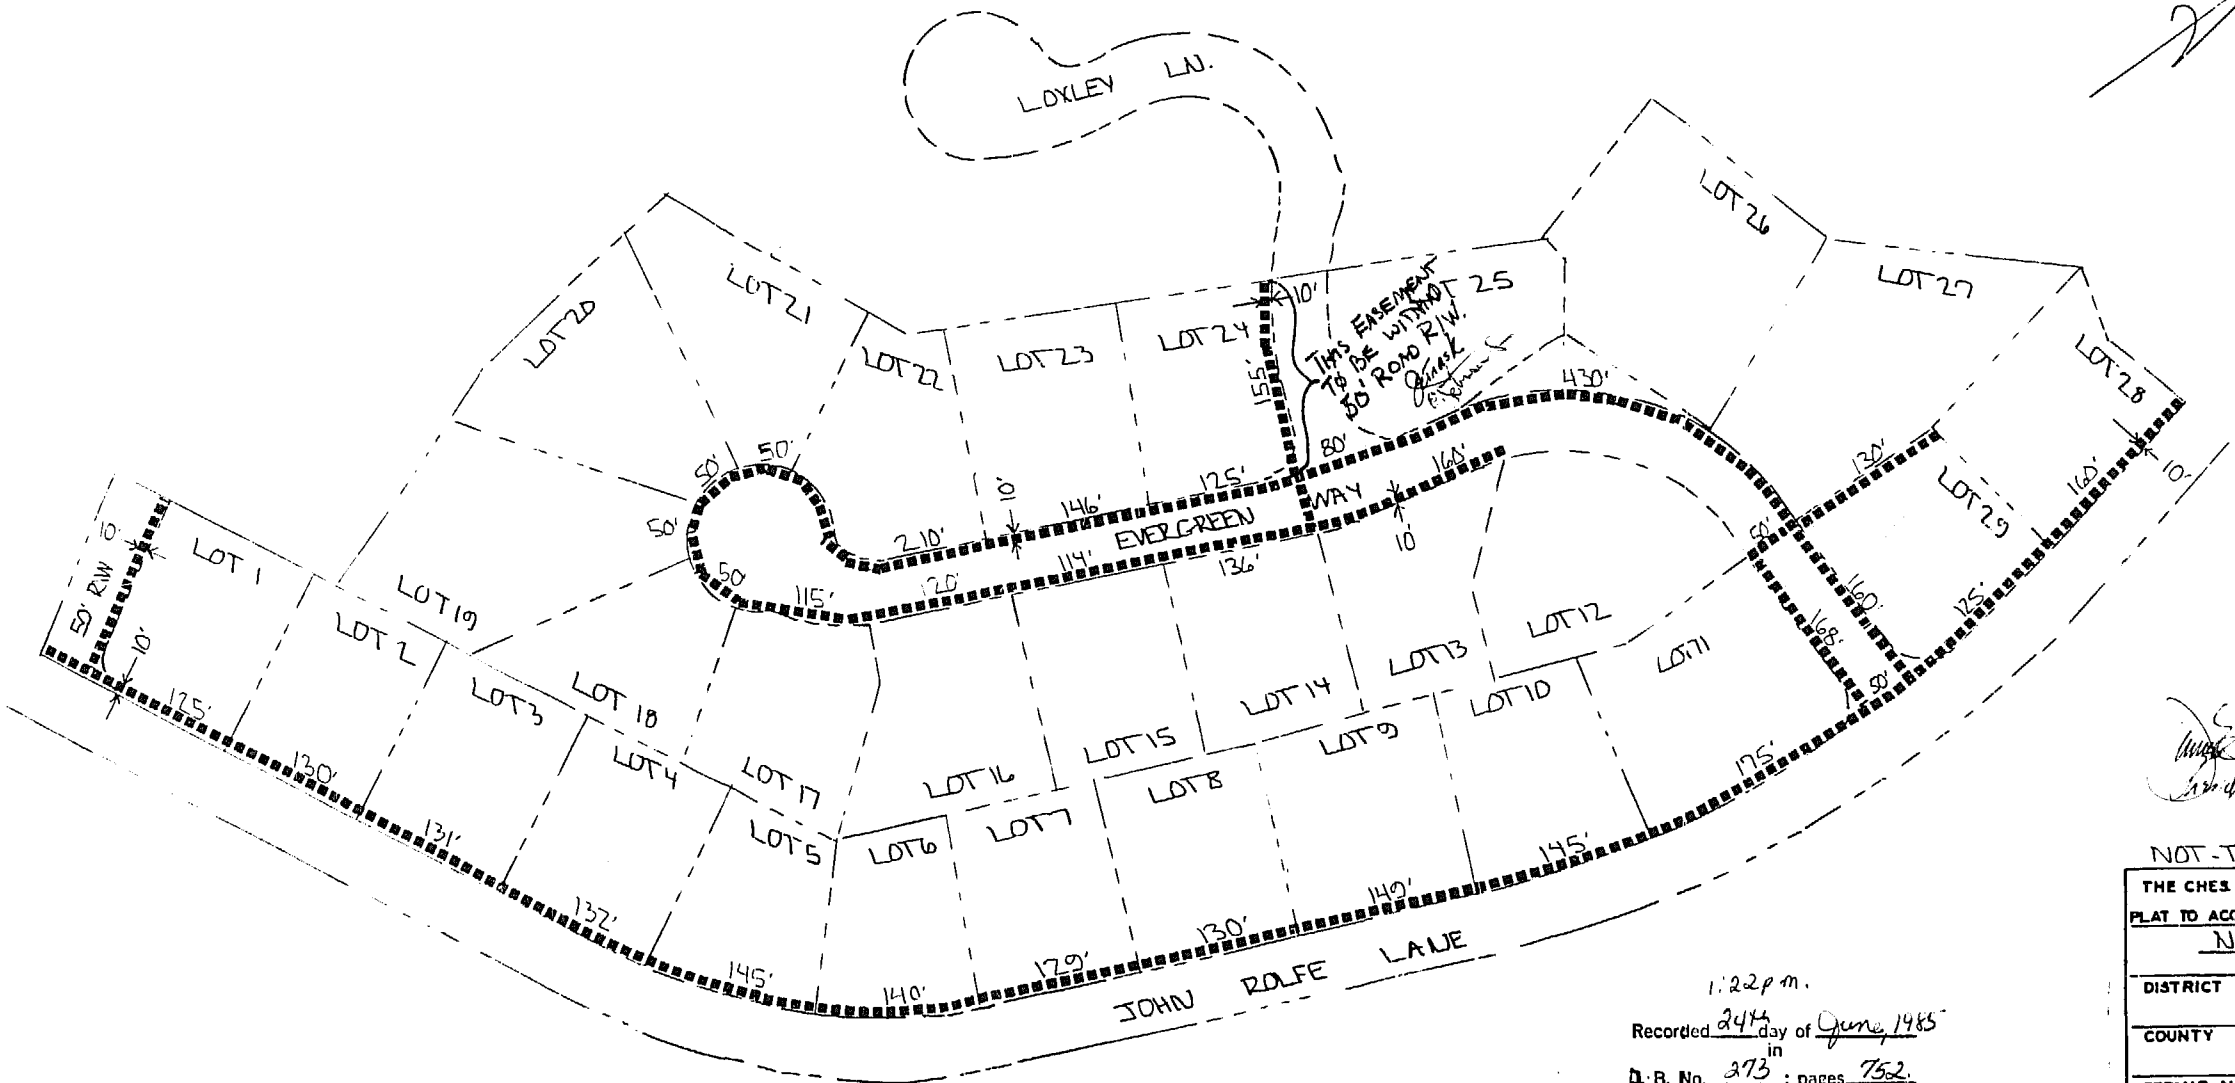 LOXLEY LN.
LOT 26
LOT 27
LOT 28
LOT 21
LOT 20
LOT 22
LOT 23
LOT 24
LOT 25
10'
THIS EASEMENT
TO BE WITHIN
50' ROAD R/W.
155'
430'
80'
160'
130'
160'
10'
LOT 29
50'
50'
50'
50'
210'
10'
146'
125'
EVERGREEN WAY
10'
115'
120'
114'
136'
50'
160'
168'
125'
50'
10'
50' R/W
10'
LOT 1
LOT 2
LOT 19
LOT 3
LOT 18
LOT 4
LOT 17
LOT 5
LOT 6
LOT 16
LOT 7
LOT 15
LOT 8
LOT 14
LOT 9
LOT 13
LOT 10
LOT 12
LOT 11
125'
130'
131'
132'
145'
140'
129'
130'
149'
145'
175'
JOHN ROLFE LANE
1:22 p.m.
Recorded 24th day of June, 1985
in
D.B. No. 273 : pages 752.
NOT-T
THE CHES
PLAT TO ACC
N
DISTRICT
COUNTY